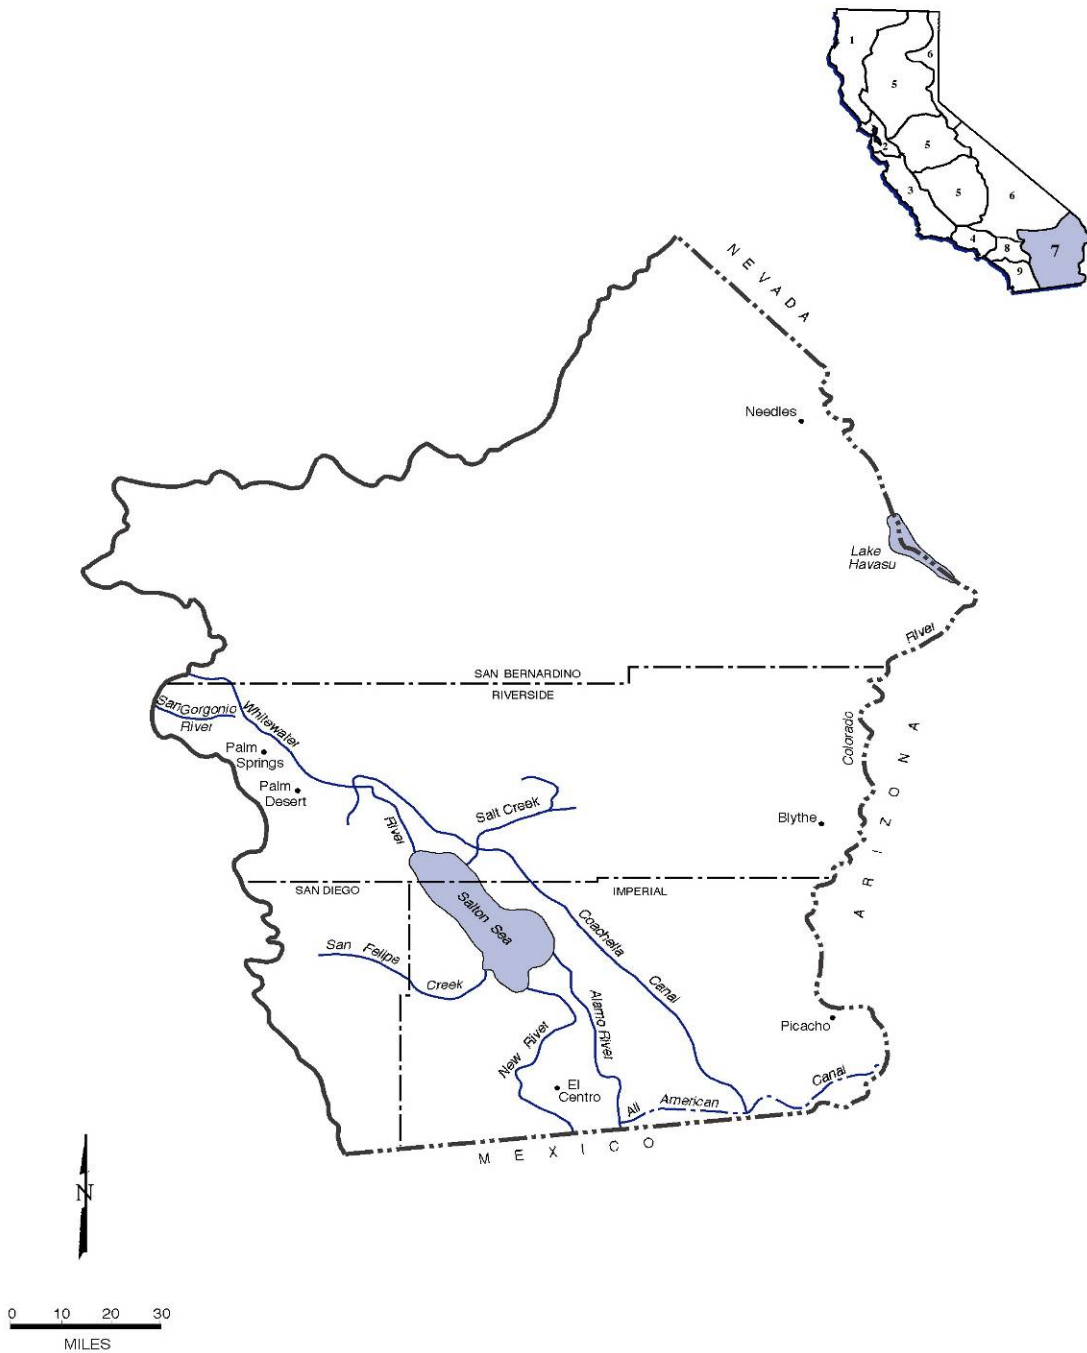 1
6
5
2
5
3
5
6
4
8
7
9
NEVADA
Needles
Lake
Havasu
River
SAN BERNARDINO
RIVERSIDE
San Gorgonio
River
Whitewater
Palm
Springs
Palm
Desert
River
Salt Creek
Colorado
ARIZONA
Blythe
SAN DIEGO
IMPERIAL
Salton Sea
San Felipe
Creek
Coachella
Canal
Alamo River
New River
Picacho
El
Centro
All American
Canal
MEXICO
N
0 10 20 30
MILES